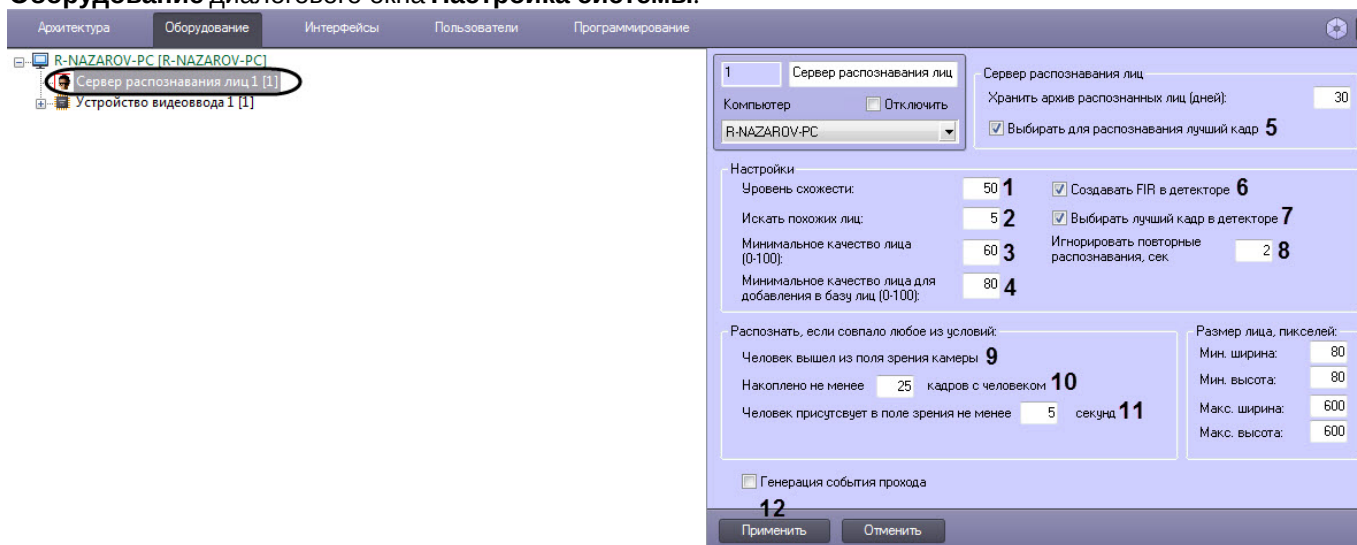 Оборудование диалогового окна Настройка системы.
Архитектура Оборудование Интерфейсы Пользователи Программирование
R-NAZAROV-PC [R-NAZAROV-PC]
Сервер распознавания лиц 1 [1]
Устройство видеоввода 1 [1]
1 Сервер распознавания лиц
Компьютер Отключить
R-NAZAROV-PC
Сервер распознавания лиц
Хранить архив распознанных лиц (дней): 30
Выбирать для распознавания лучший кадр 5
Настройки
Уровень схожести: 50 1
Создавать FIR в детекторе 6
Искать похожих лиц: 5 2
Выбирать лучший кадр в детекторе 7
Минимальное качество лица
(0-100): 60 3
Игнорировать повторные
распознавания, сек 2 8
Минимальное качество лица для
добавления в базу лиц (0-100): 80 4
Распознать, если совпало любое из условий:
Человек вышел из поля зрения камеры 9
Накоплено не менее 25 кадров с человеком 10
Человек присутсвует в поле зрения не менее 5 секунд 11
Размер лица, пикселей:
Мин. ширина: 80
Мин. высота: 80
Макс. ширина: 600
Макс. высота: 600
Генерация события прохода
12
Применить Отменить